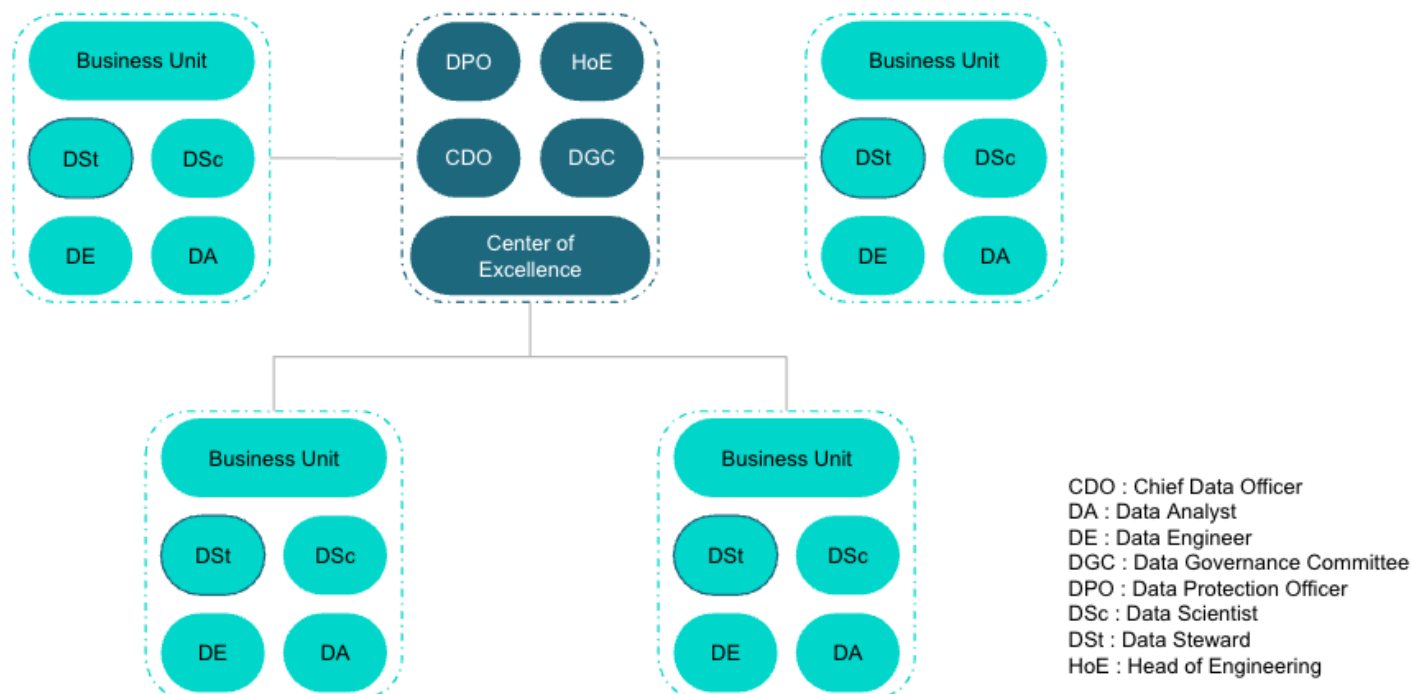 Business Unit
DSt
DSc
DE
DA
DPO
HoE
CDO
DGC
Center of
Excellence
Business Unit
DSt
DSc
DE
DA
Business Unit
DSt
DSc
DE
DA
Business Unit
DSt
DSc
DE
DA
CDO : Chief Data Officer
DA : Data Analyst
DE : Data Engineer
DGC : Data Governance Committee
DPO : Data Protection Officer
DSc : Data Scientist
DSt : Data Steward
HoE : Head of Engineering